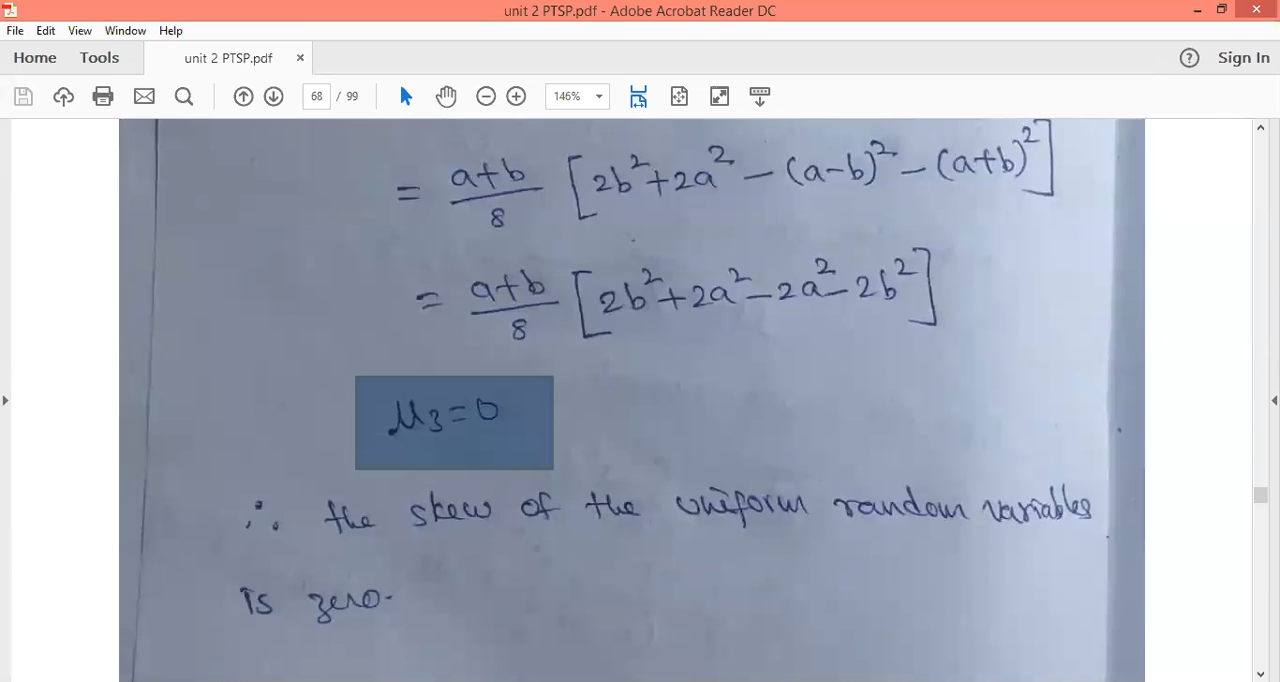 unit 2 PTSP.pdf - Adobe Acrobat Reader DC
File Edit View Window Help
Home Tools unit 2 PTSP.pdf × Sign In
68 / 99 146%
= a+b/8 [2b²+2a² - (a-b)² - (a+b)²]
= a+b/8 [2b²+2a²-2a²-2b²]
μ3=0
∴ the skew of the uniform random variables
is zero.